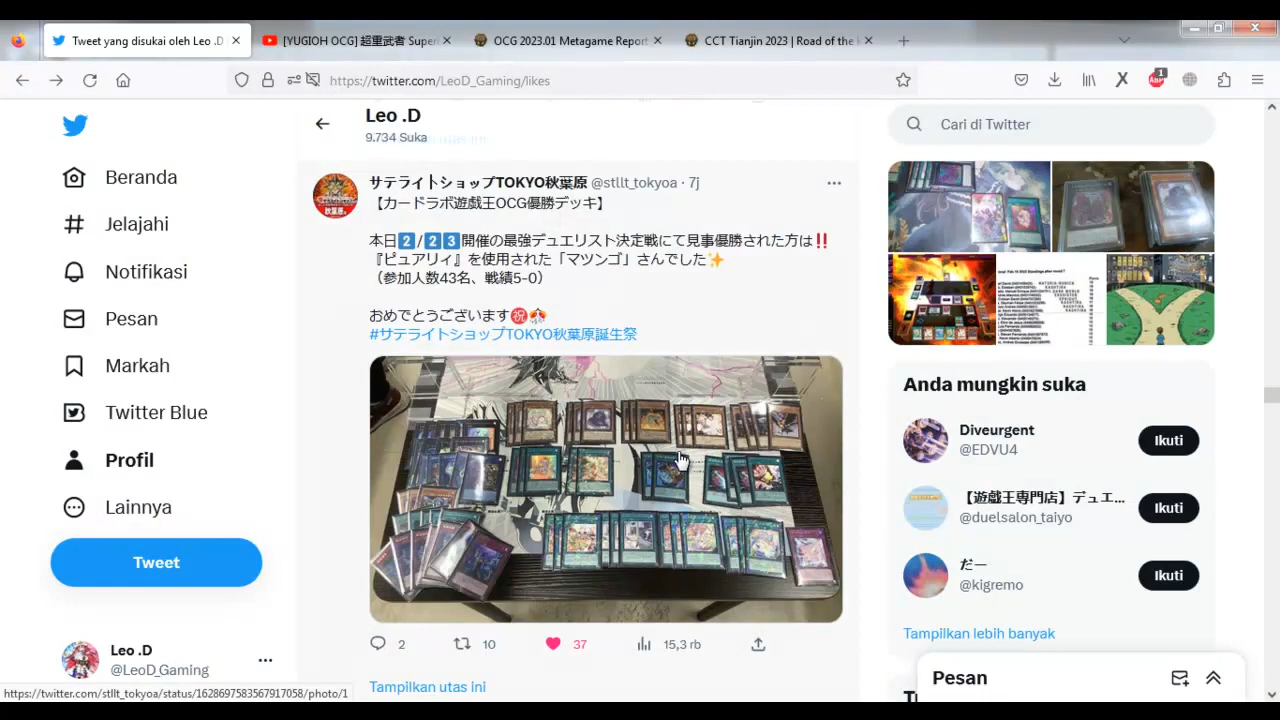 Tweet yang disukai oleh Leo .D
[YUGIOH OCG] 超重武者 Super
OCG 2023.01 Metagame Report
CCT Tianjin 2023 | Road of the
https://twitter.com/LeoD_Gaming/likes
1
Beranda
Jelajahi
Notifikasi
Pesan
Markah
Twitter Blue
Profil
Lainnya
Tweet
Leo .D
@LeoD_Gaming
https://twitter.com/stllt_tokyoa/status/1628697583567917058/photo/1
Leo .D
9.734 Suka
サテライトショップTOKYO秋葉原 @stllt_tokyoa · 7j
【カードラボ遊戯王OCG優勝デッキ】
本日2️⃣/2️⃣3️⃣開催の最強デュエリスト決定戦にて見事優勝された方は‼️
『ピュアリィ』を使用された「マツンゴ」さんでした✨
（参加人数43名、戦績5-0）
おめでとうございます㊗️
#サテライトショップTOKYO秋葉原誕生祭
2
10
37
15,3 rb
Tampilkan utas ini
Cari di Twitter
Anda mungkin suka
Diveurgent
@EDVU4
Ikuti
【遊戯王専門店】デュエ...
@duelsalon_taiyo
Ikuti
だー
@kigremo
Ikuti
Tampilkan lebih banyak
Pesan